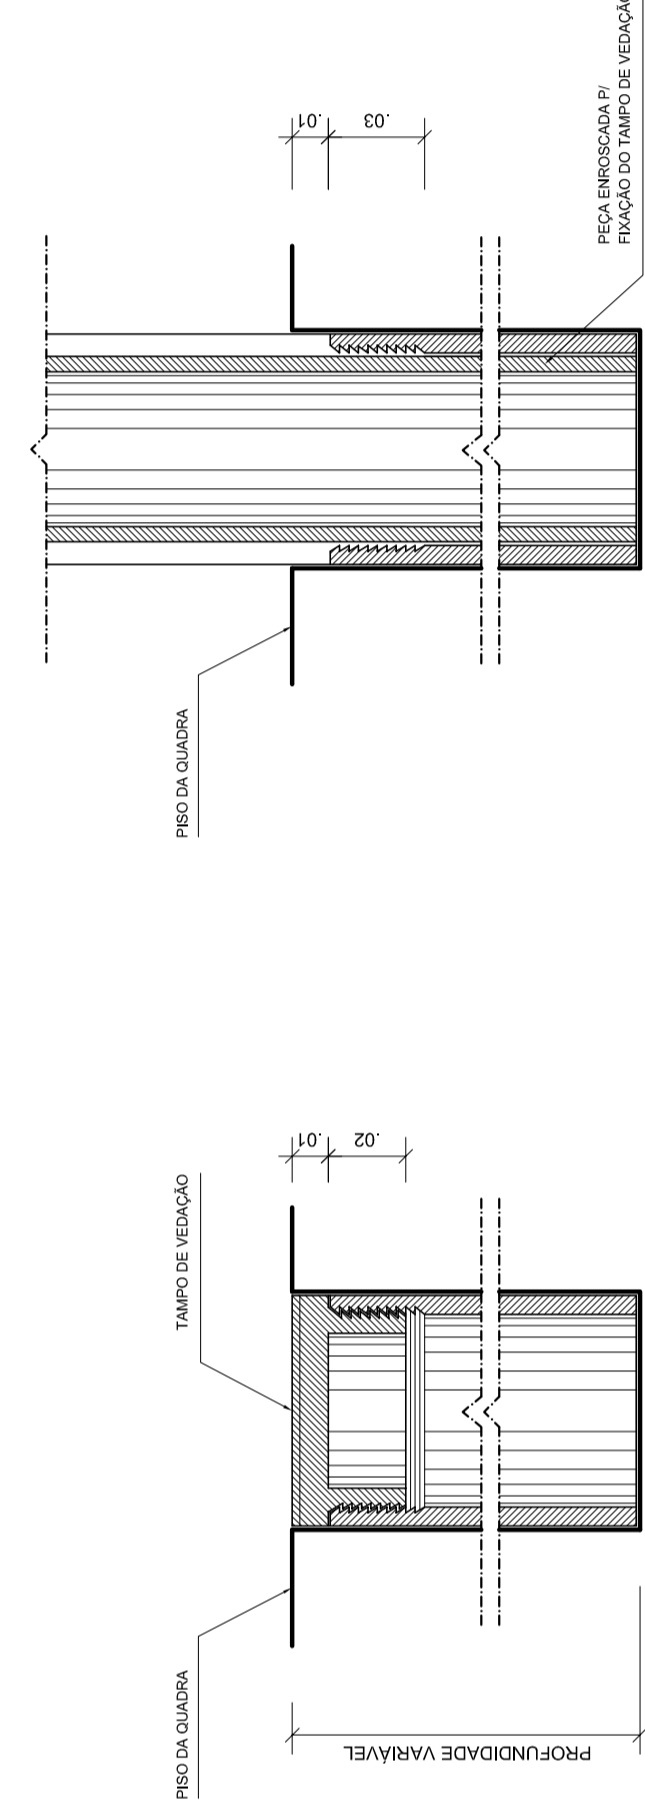 .01
.03
PEÇA ENROSCADA P/
FIXAÇÃO DO TAMPO DE VEDAÇÃO
PISO DA QUADRA
TAMPO DE VEDAÇÃO
.01
.02
PISO DA QUADRA
PROFUNDIDADE VARIÁVEL